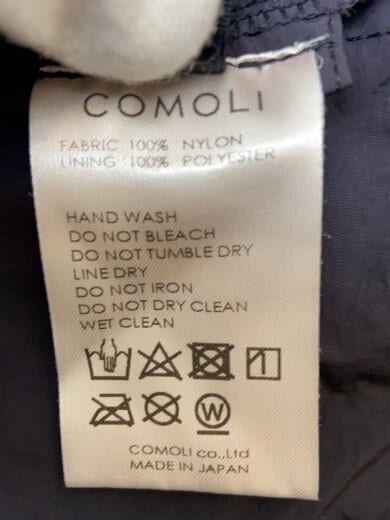 COMOLI
FABRIC 100% NYLON
LINING 100% POLYESTER
HAND WASH
DO NOT BLEACH
DO NOT TUMBLE DRY
LINE DRY
DO NOT IRON
DO NOT DRY CLEAN
WET CLEAN
W
COMOLI co.,Ltd
MADE IN JAPAN